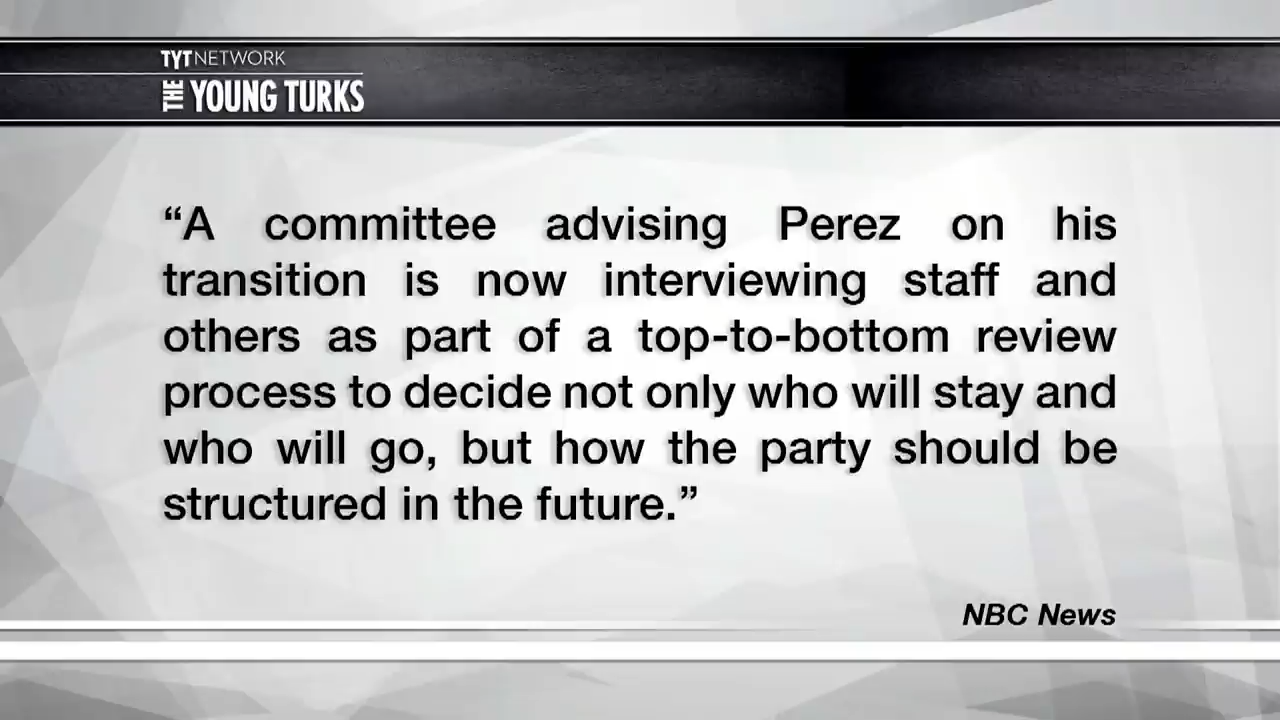 TYT NETWORK
THE YOUNG TURKS
“A committee advising Perez on his
transition is now interviewing staff and
others as part of a top-to-bottom review
process to decide not only who will stay and
who will go, but how the party should be
structured in the future.”
NBC News